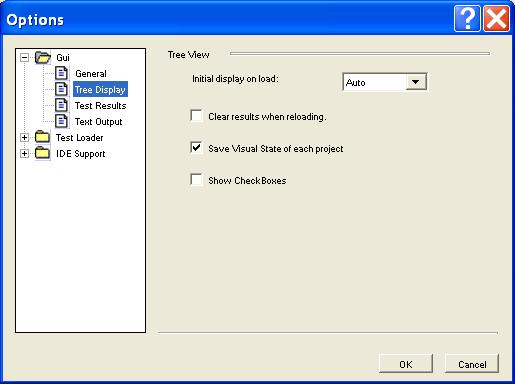 Options
Gui
General
Tree Display
Test Results
Text Output
Test Loader
IDE Support
Tree View
Initial display on load:
Auto
Clear results when reloading.
Save Visual State of each project
Show CheckBoxes
OK
Cancel